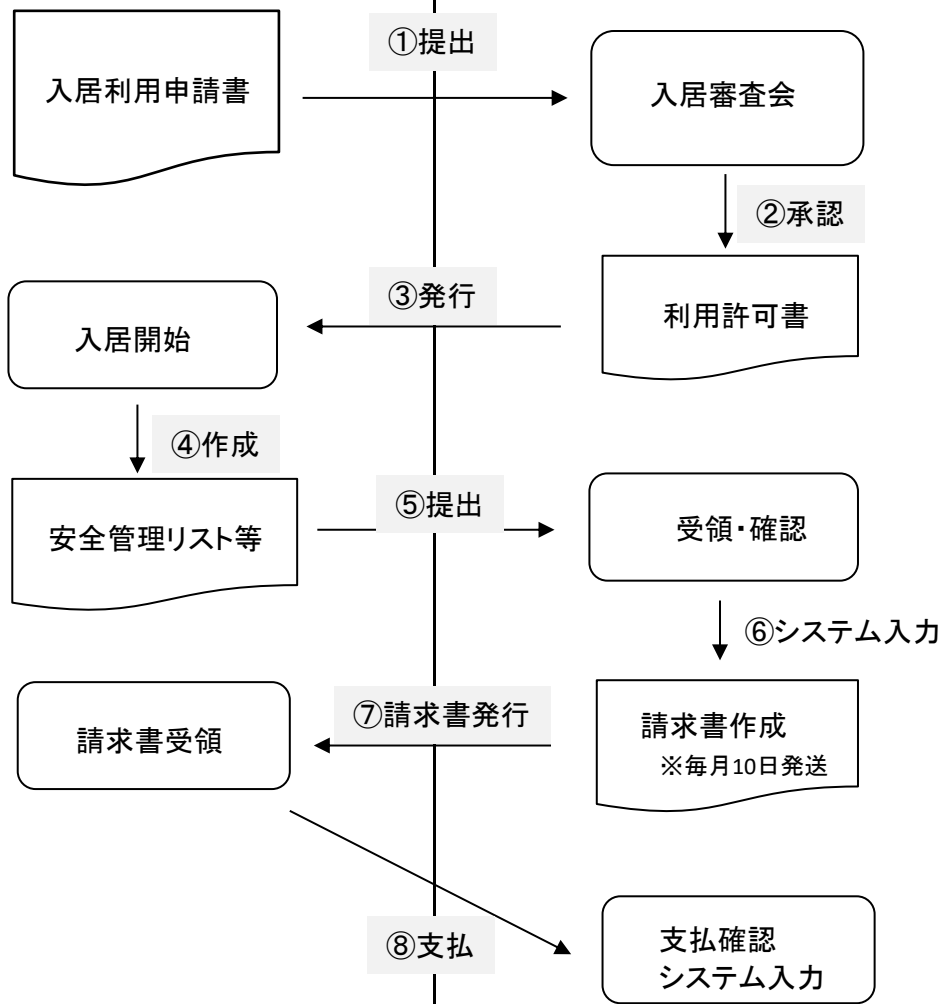 ①提出
入居利用申請書
入居審査会
②承認
③発行
利用許可書
入居開始
④作成
⑤提出
安全管理リスト等
受領・確認
⑥システム入力
⑦請求書発行
請求書受領
請求書作成
※毎月10日発送
⑧支払
支払確認
システム入力